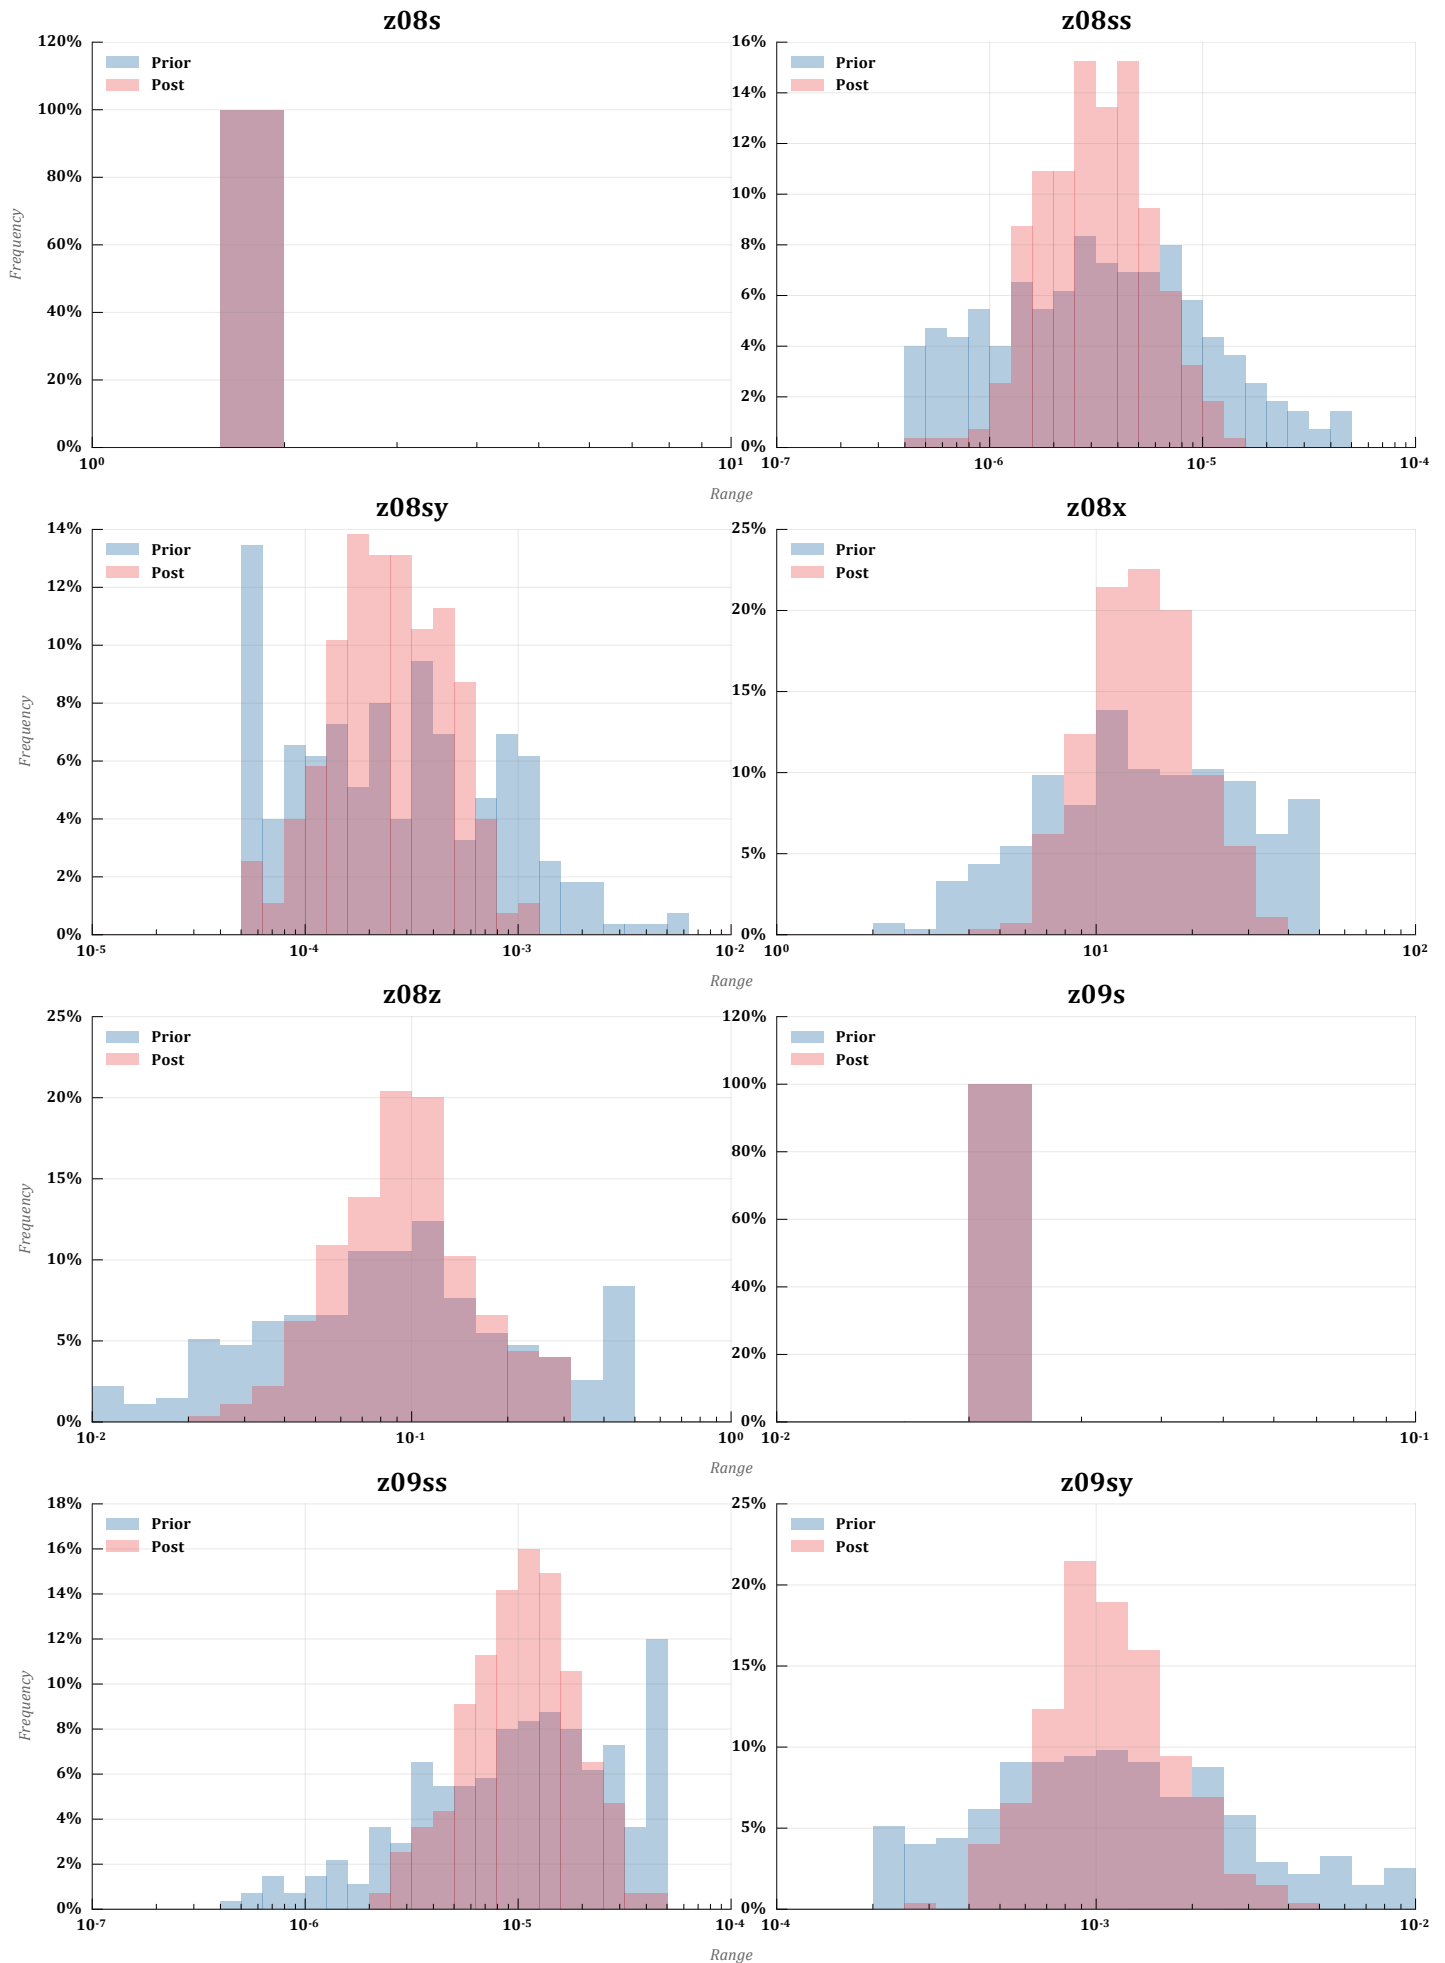 z08s
120%
100%
80%
60%
40%
20%
0%
Frequency
Prior
Post
10⁰
10¹
z08ss
16%
14%
12%
10%
8%
6%
4%
2%
0%
Prior
Post
10⁻⁷
10⁻⁶
10⁻⁵
10⁻⁴
Range
z08sy
14%
12%
10%
8%
6%
4%
2%
0%
Frequency
Prior
Post
10⁻⁵
10⁻⁴
10⁻³
10⁻²
z08x
25%
20%
15%
10%
5%
0%
Prior
Post
10⁰
10¹
10²
Range
z08z
25%
20%
15%
10%
5%
0%
Frequency
Prior
Post
10⁻²
10⁻¹
10⁰
z09s
120%
100%
80%
60%
40%
20%
0%
Prior
Post
10⁻²
10⁻¹
Range
z09ss
18%
16%
14%
12%
10%
8%
6%
4%
2%
0%
Frequency
Prior
Post
10⁻⁷
10⁻⁶
10⁻⁵
10⁻⁴
z09sy
25%
20%
15%
10%
5%
0%
Prior
Post
10⁻⁴
10⁻³
10⁻²
Range